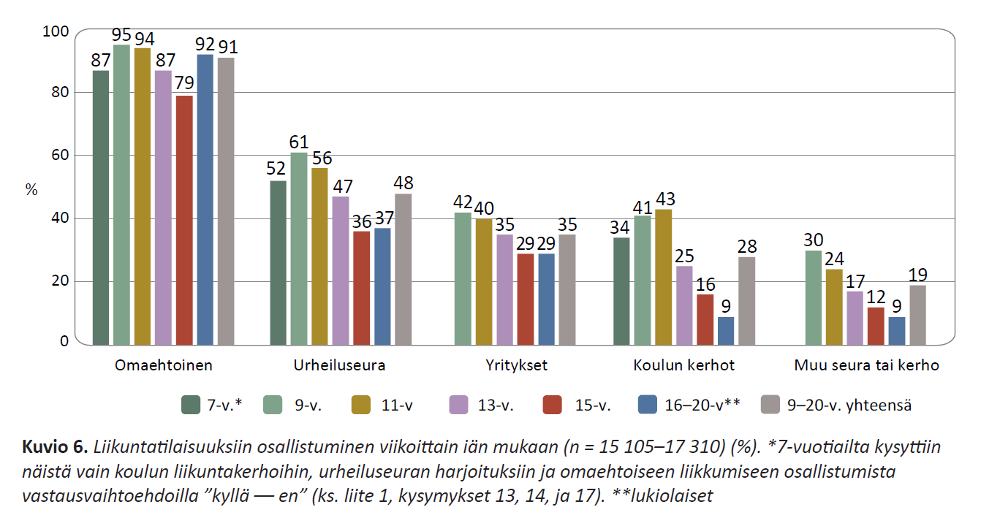 100
80
60
%
40
20
0
87 95 94 87 79 92 91
52 61 56 47 36 37 48
42 40 35 29 29 35
34 41 43 25 16 9 28
30 24 17 12 9 19
Omaehtoinen Urheiluseura Yritykset Koulun kerhot Muu seura tai kerho
7-v.* 9-v. 11-v 13-v. 15-v. 16–20-v** 9–20-v. yhteensä
Kuvio 6. Liikuntatilaisuuksiin osallistuminen viikoittain iän mukaan (n = 15 105–17 310) (%). *7-vuotiailta kysyttiin
näistä vain koulun liikuntakerhoihin, urheiluseuran harjoituksiin ja omaehtoiseen liikkumiseen osallistumista
vastausvaihtoehdoilla ”kyllä — en” (ks. liite 1, kysymykset 13, 14, ja 17). **lukiolaiset